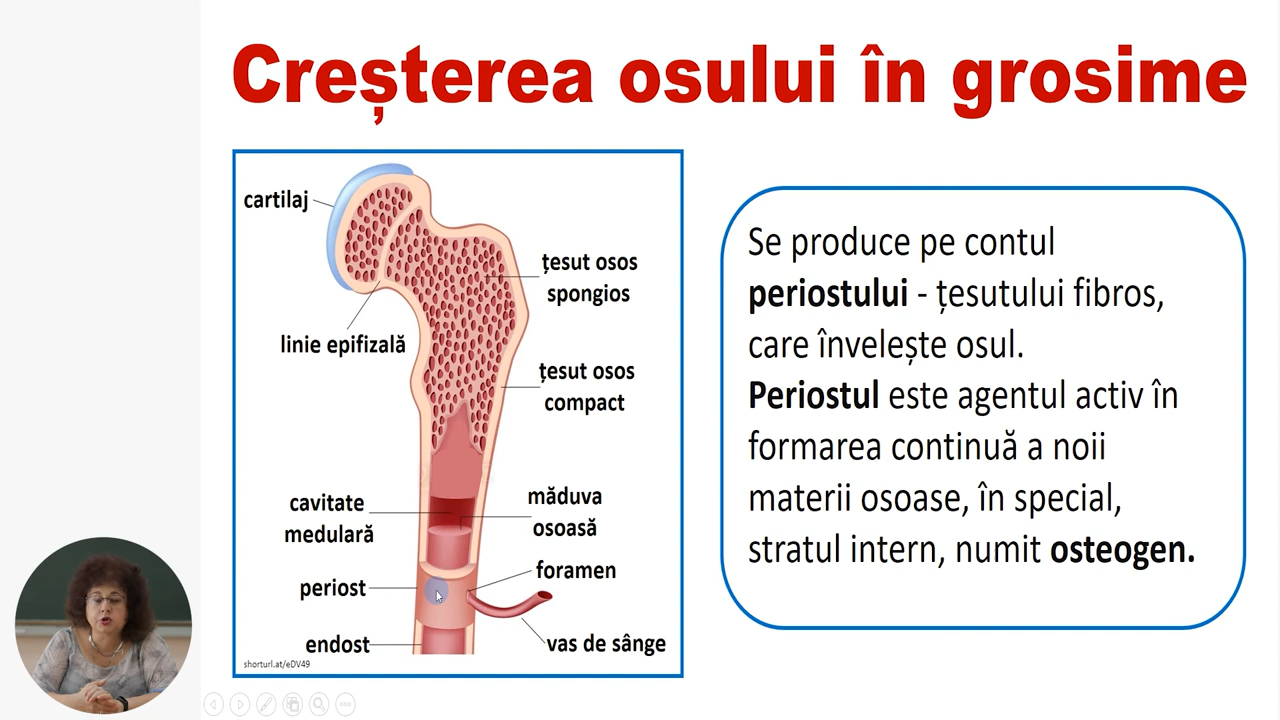 Creșterea osului în grosime
cartilaj
țesut osos
spongios
linie epifizală
țesut osos
compact
cavitate
medulară
măduva
osoasă
foramen
periost
endost
vas de sânge
shorturl.at/eDV49
Se produce pe contul
periostului - țesutului fibros,
care învelește osul.
Periostul este agentul activ în
formarea continuă a noii
materii osoase, în special,
stratul intern, numit osteogen.